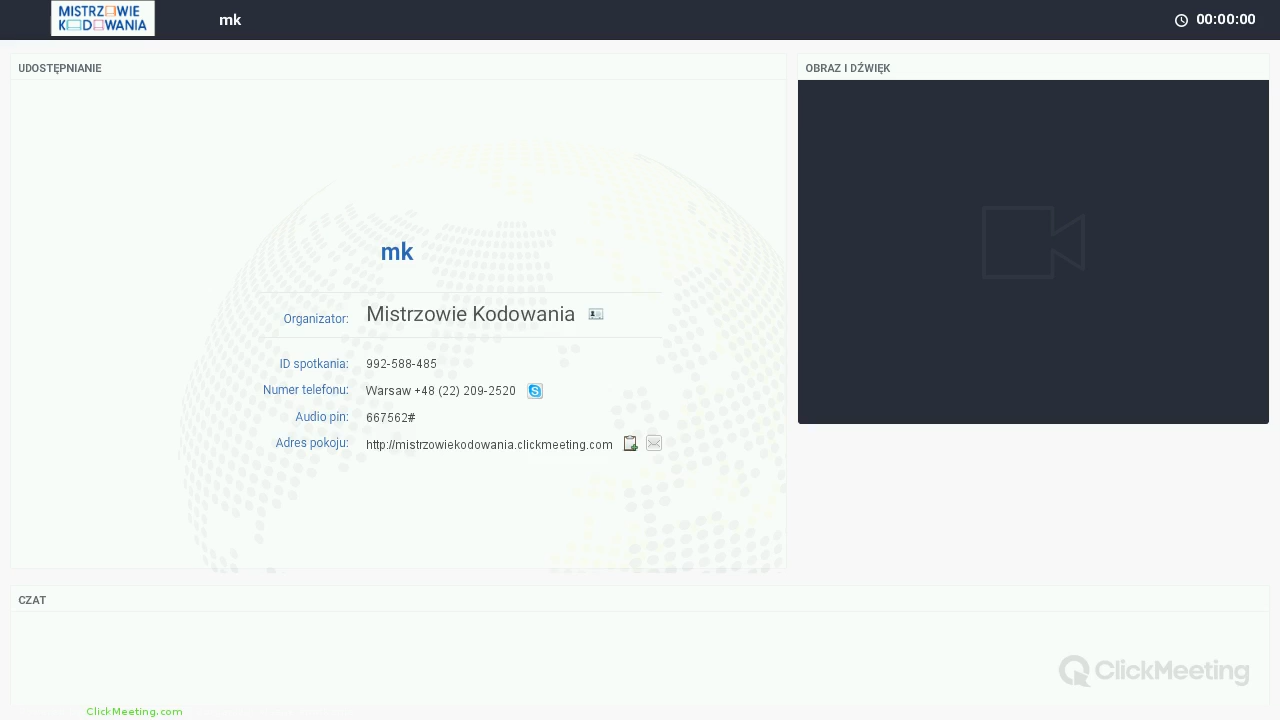 MISTRZOWIE
KODOWANIA
mk
00:00:00
UDOSTĘPNIANIE
OBRAZ I DŹWIĘK
mk
Organizator: Mistrzowie Kodowania
ID spotkania: 992-588-485
Numer telefonu: Warsaw +48 (22) 209-2520
Audio pin: 667562#
Adres pokoju: http://mistrzowiekodowania.clickmeeting.com
CZAT
ClickMeeting
ClickMeeting.com